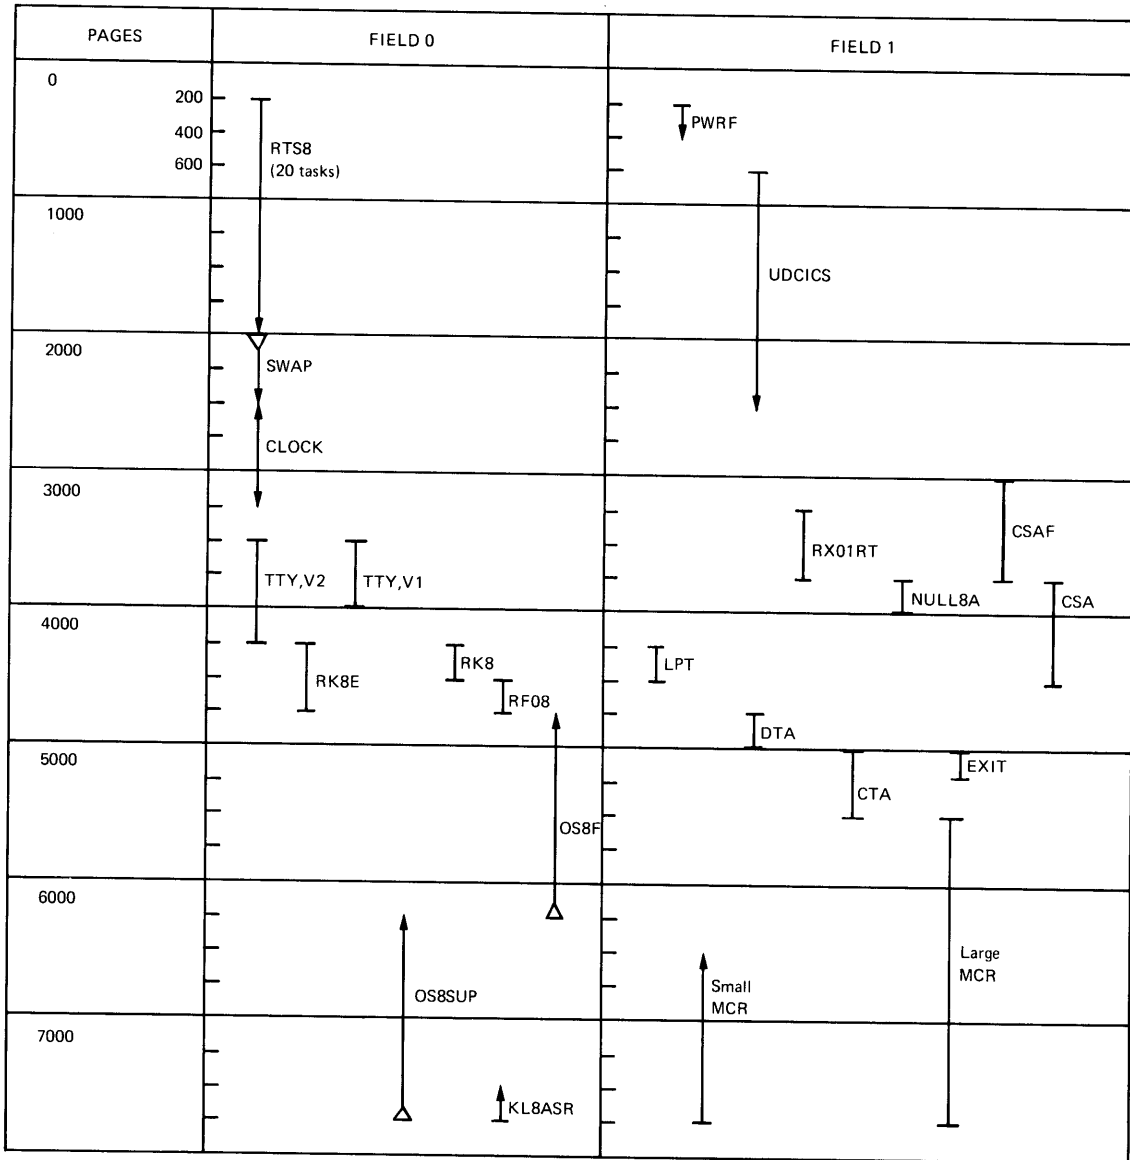 PAGES
FIELD 0
FIELD 1
0
200
400
600
RTS8
(20 tasks)
PWRF
1000
UDCICS
2000
SWAP
CLOCK
3000
CSAF
RX01RT
TTY,V2
TTY,V1
NULL8A
CSA
4000
RK8E
RK8
LPT
RF08
DTA
5000
EXIT
CTA
OS8F
6000
Large
MCR
OS8SUP
Small
MCR
7000
KL8ASR